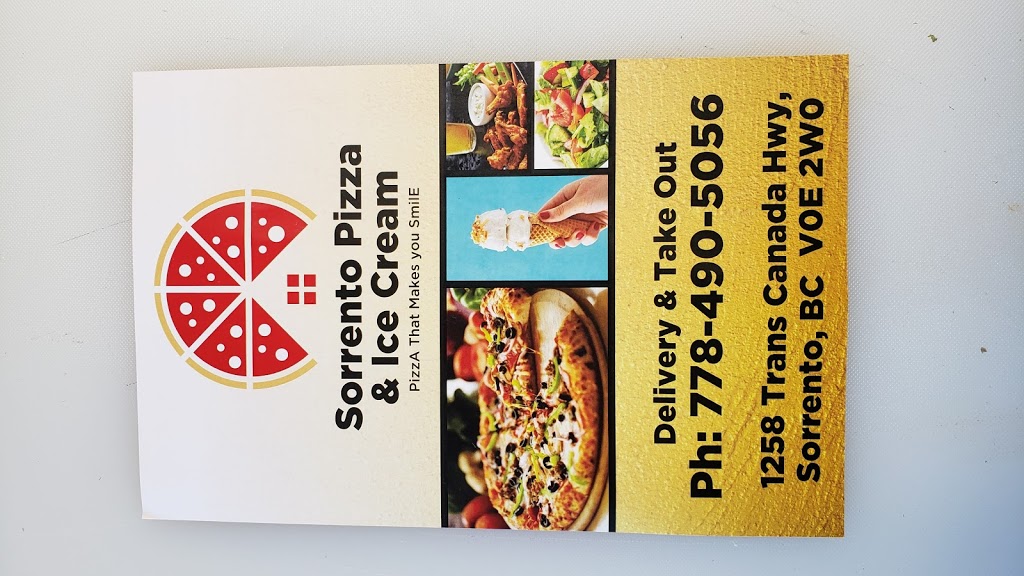 Sorrento Pizza
& Ice Cream
PizzA That Makes you SmilE
Delivery & Take Out
Ph: 778-490-5056
1258 Trans Canada Hwy,
Sorrento, BC V0E 2W0